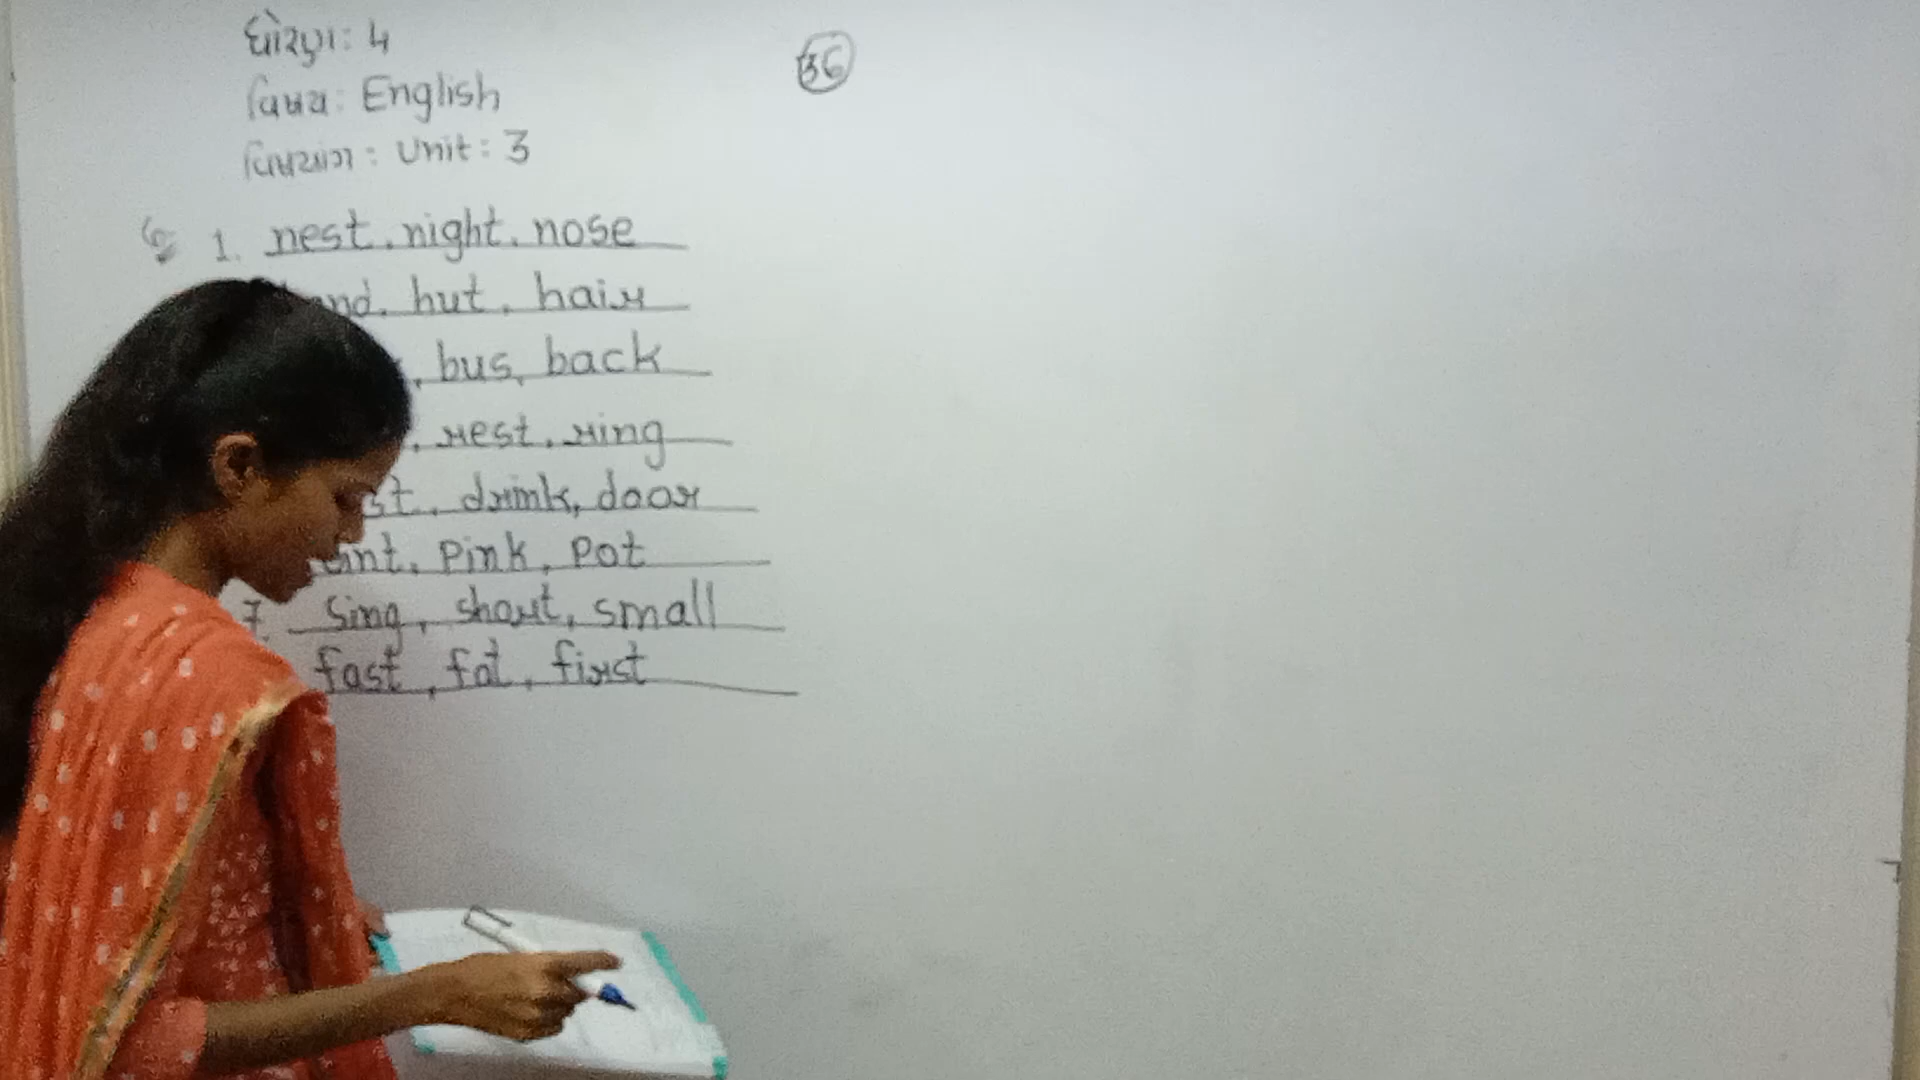 ધોરણ: 4
36
વિષય: English
વિષયાંગ: Unit: 3
1. nest, night, nose
hut, hair
bus, back
rest, ring
drink, door
pink, pot
7. sing, shout, small
fast, fat, first